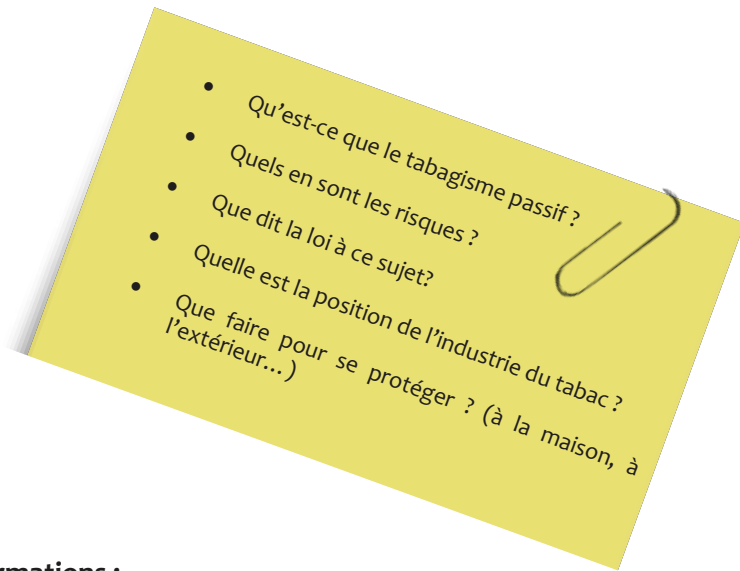 • Qu’est-ce que le tabagisme passif ?
• Quels en sont les risques ?
• Que dit la loi à ce sujet?
• Quelle est la position de l’industrie du tabac ?
• Que faire pour se protéger ? (à la maison, à
l’extérieur…)